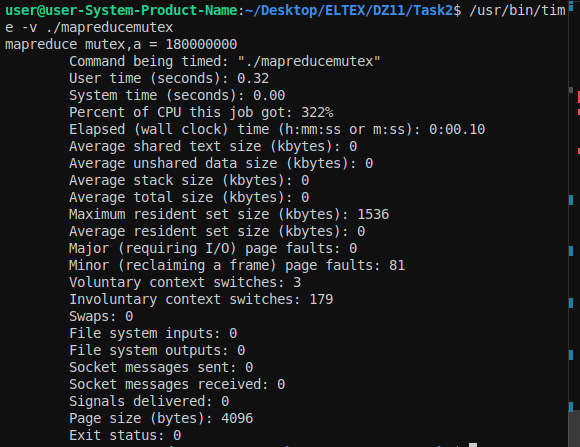 user@user-System-Product-Name:~/Desktop/ELTEX/DZ11/Task2$ /usr/bin/tim
e -v ./mapreducemutex
mapreduce mutex,a = 180000000
Command being timed: "./mapreducemutex"
User time (seconds): 0.32
System time (seconds): 0.00
Percent of CPU this job got: 322%
Elapsed (wall clock) time (h:mm:ss or m:ss): 0:00.10
Average shared text size (kbytes): 0
Average unshared data size (kbytes): 0
Average stack size (kbytes): 0
Average total size (kbytes): 0
Maximum resident set size (kbytes): 1536
Average resident set size (kbytes): 0
Major (requiring I/O) page faults: 0
Minor (reclaiming a frame) page faults: 81
Voluntary context switches: 3
Involuntary context switches: 179
Swaps: 0
File system inputs: 0
File system outputs: 0
Socket messages sent: 0
Socket messages received: 0
Signals delivered: 0
Page size (bytes): 4096
Exit status: 0